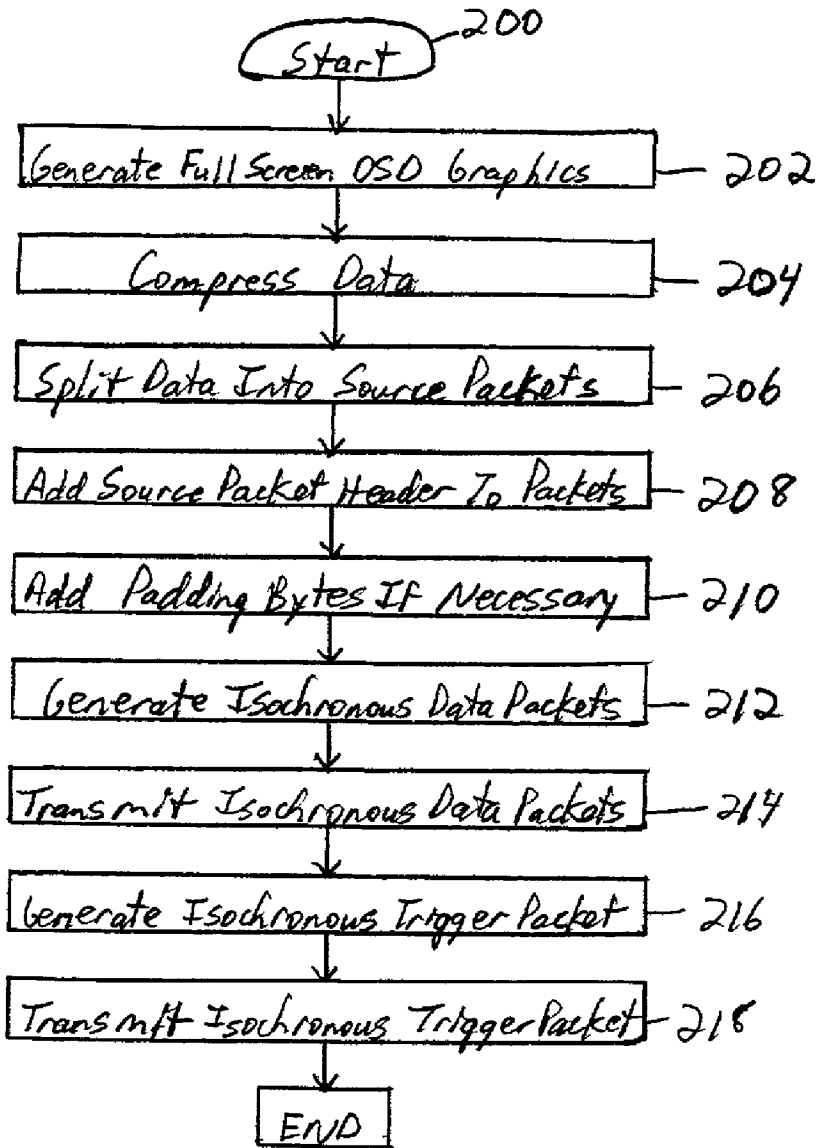 Start 200
Generate Full Screen OSD Graphics 202
Compress Data 204
Split Data Into Source Packets 206
Add Source Packet Header To Packets 208
Add Padding Bytes If Necessary 210
Generate Isochronous Data Packets 212
Transmit Isochronous Data Packets 214
Generate Isochronous Trigger Packet 216
Transmit Isochronous Trigger Packet 218
END